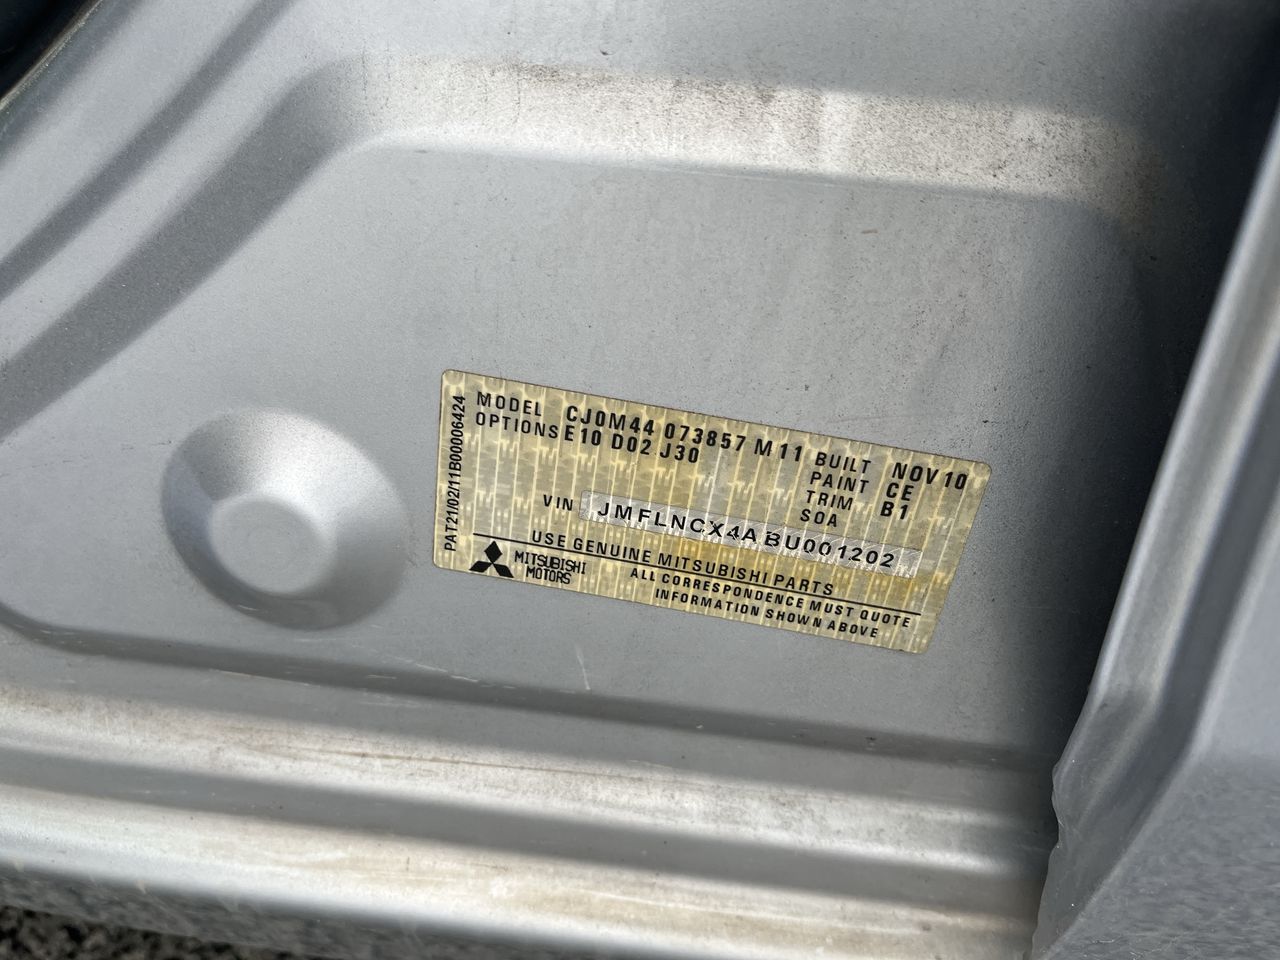 PAT21/02/11B00006424
MODEL CJ0M44 073857 M11 BUILT NOV10
OPTIONS E10 D02 J30 PAINT CE
TRIM B1
SOA
VIN JMFLNCX4ABU001202
USE GENUINE MITSUBISHI PARTS
MITSUBISHI
MOTORS
ALL CORRESPONDENCE MUST QUOTE
INFORMATION SHOWN ABOVE